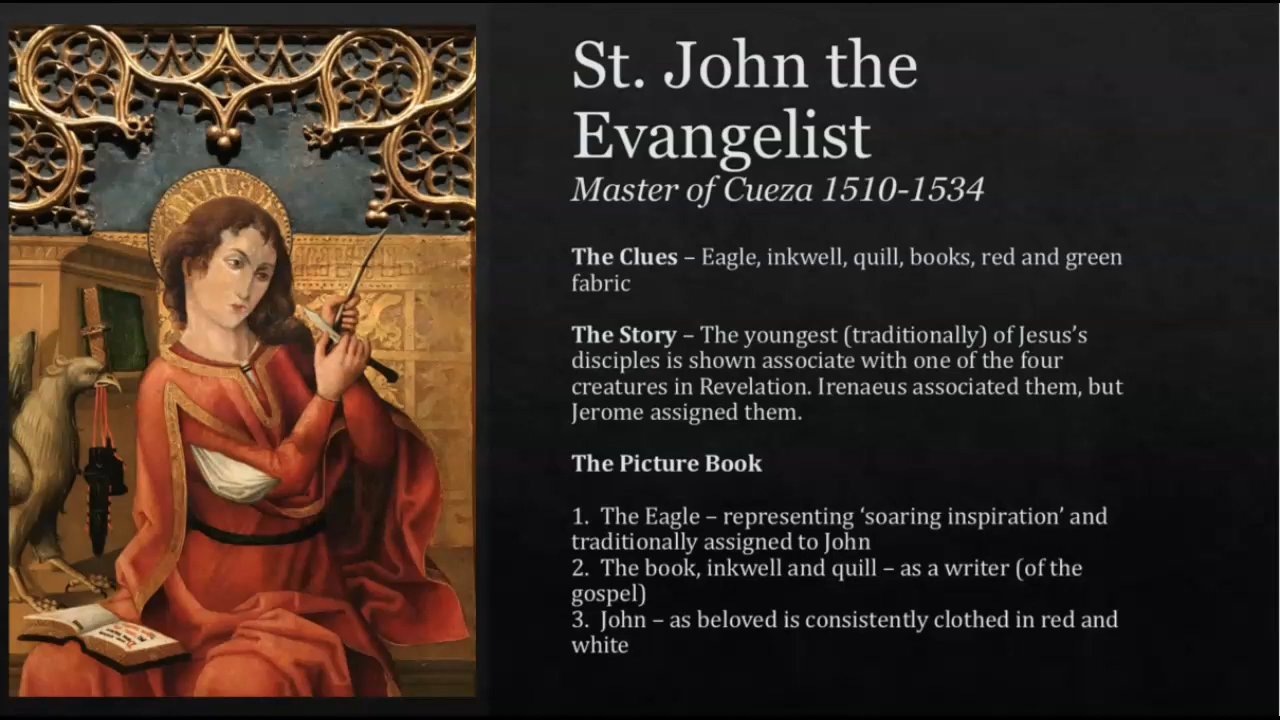 St. John the
Evangelist
Master of Cueza 1510-1534
The Clues – Eagle, inkwell, quill, books, red and green
fabric
The Story – The youngest (traditionally) of Jesus’s
disciples is shown associate with one of the four
creatures in Revelation. Irenaeus associated them, but
Jerome assigned them.
The Picture Book
1. The Eagle – representing ‘soaring inspiration’ and
traditionally assigned to John
2. The book, inkwell and quill – as a writer (of the
gospel)
3. John – as beloved is consistently clothed in red and
white